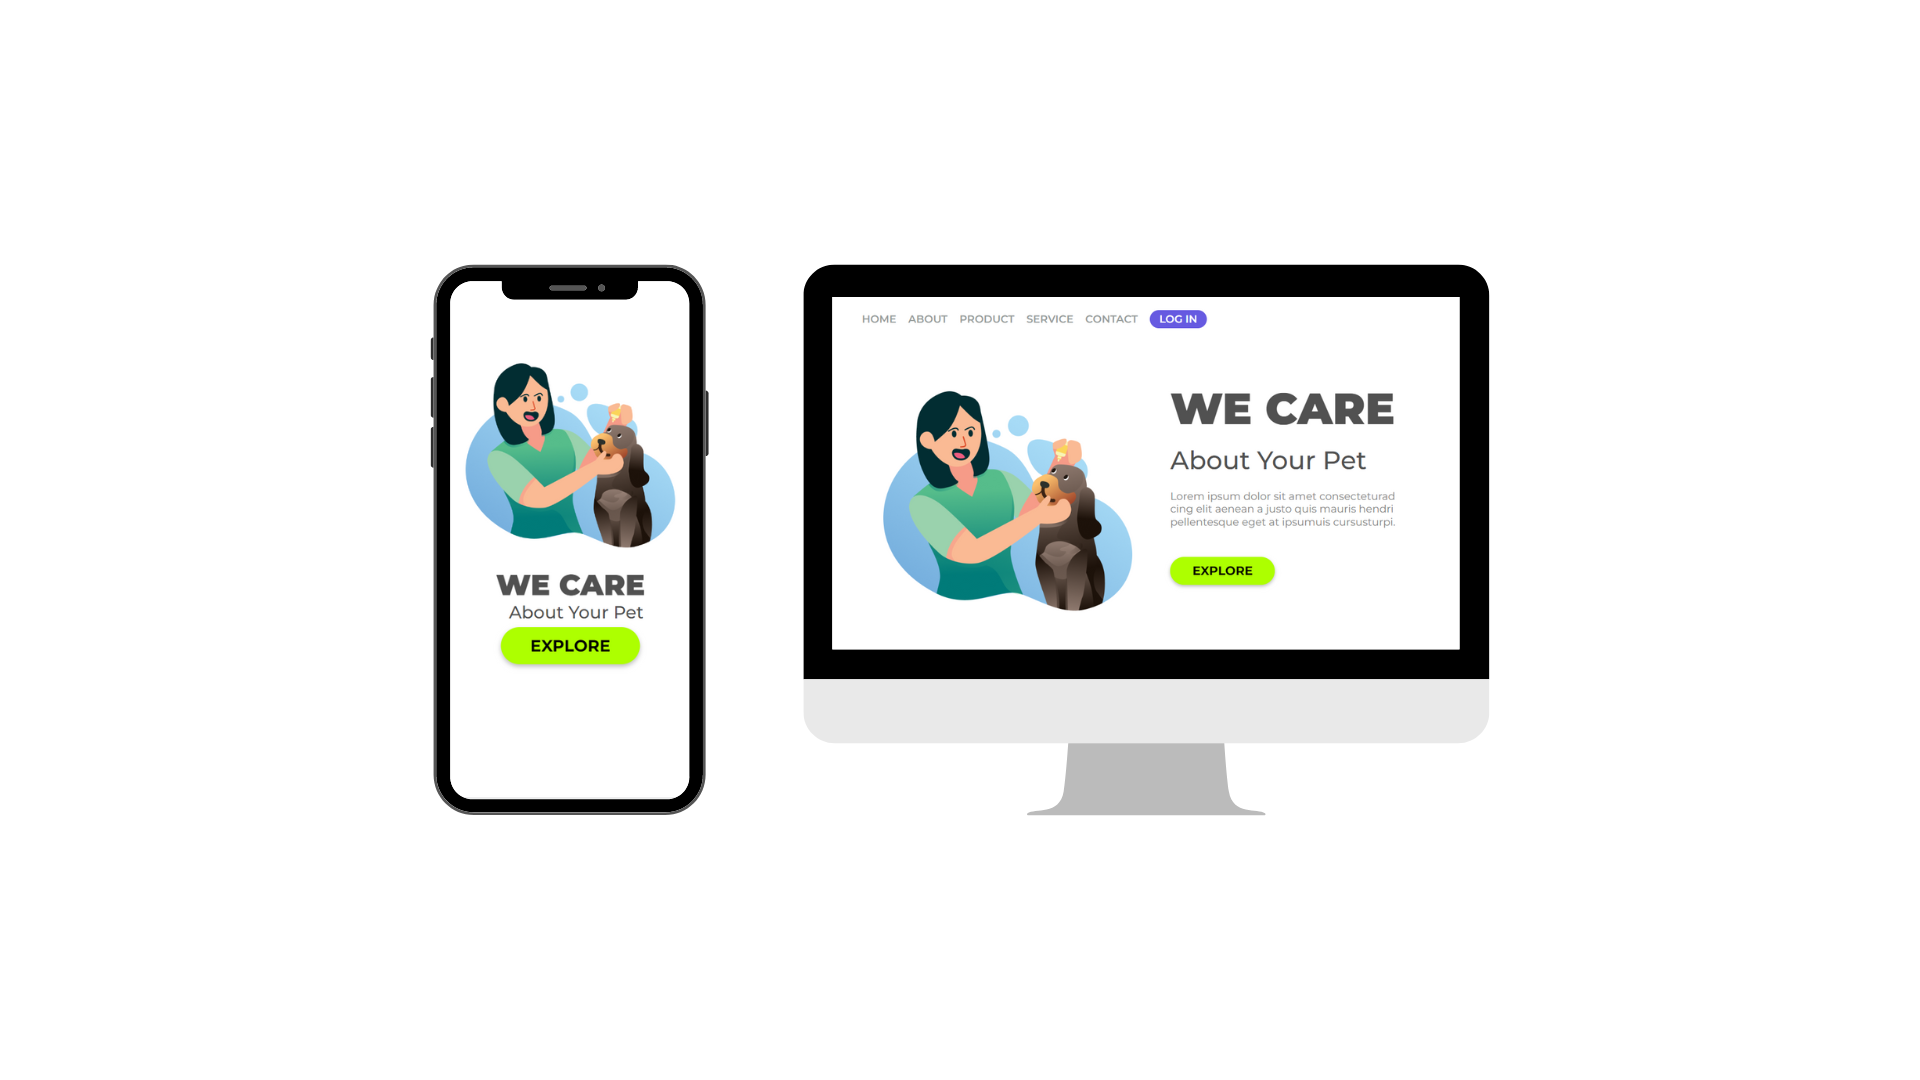 WE CARE
About Your Pet
EXPLORE
HOME ABOUT PRODUCT SERVICE CONTACT LOG IN
WE CARE
About Your Pet
Lorem ipsum dolor sit amet consecteturad
cing elit aenean a justo quis mauris hendri
pellentesque eget at ipsumuis cursusturpi.
EXPLORE